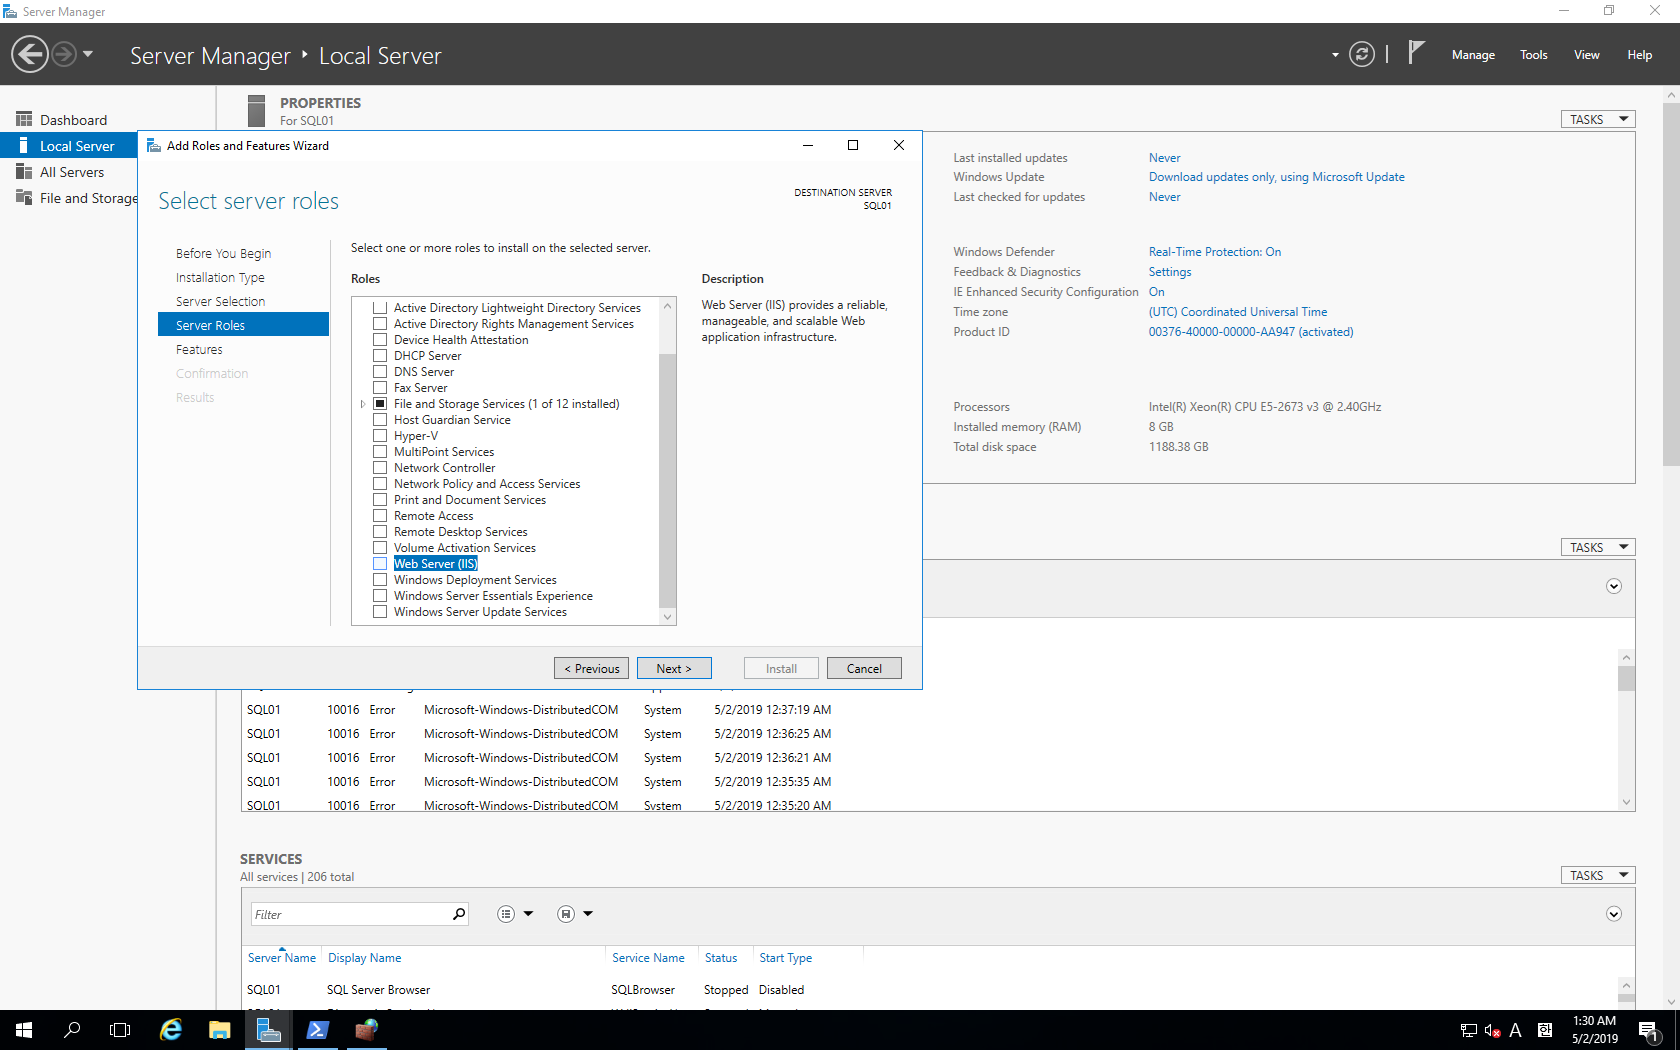 Server Manager
Server Manager ‣ Local Server
Manage Tools View Help
Dashboard
Local Server
All Servers
File and Storage
PROPERTIES
For SQL01
TASKS
Add Roles and Features Wizard
Select server roles
DESTINATION SERVER
SQL01
Before You Begin
Installation Type
Server Selection
Server Roles
Features
Confirmation
Results
Select one or more roles to install on the selected server.
Roles
Active Directory Lightweight Directory Services
Active Directory Rights Management Services
Device Health Attestation
DHCP Server
DNS Server
Fax Server
File and Storage Services (1 of 12 installed)
Host Guardian Service
Hyper-V
MultiPoint Services
Network Controller
Network Policy and Access Services
Print and Document Services
Remote Access
Remote Desktop Services
Volume Activation Services
Web Server (IIS)
Windows Deployment Services
Windows Server Essentials Experience
Windows Server Update Services
Description
Web Server (IIS) provides a reliable,
manageable, and scalable Web
application infrastructure.
< Previous
Next >
Install
Cancel
Last installed updates Never
Windows Update Download updates only, using Microsoft Update
Last checked for updates Never
Windows Defender Real-Time Protection: On
Feedback & Diagnostics Settings
IE Enhanced Security Configuration On
Time zone (UTC) Coordinated Universal Time
Product ID 00376-40000-00000-AA947 (activated)
Processors Intel(R) Xeon(R) CPU E5-2673 v3 @ 2.40GHz
Installed memory (RAM) 8 GB
Total disk space 1188.38 GB
TASKS
SQL01 10016 Error Microsoft-Windows-DistributedCOM System 5/2/2019 12:37:19 AM
SQL01 10016 Error Microsoft-Windows-DistributedCOM System 5/2/2019 12:36:25 AM
SQL01 10016 Error Microsoft-Windows-DistributedCOM System 5/2/2019 12:36:21 AM
SQL01 10016 Error Microsoft-Windows-DistributedCOM System 5/2/2019 12:35:35 AM
SQL01 10016 Error Microsoft-Windows-DistributedCOM System 5/2/2019 12:35:20 AM
SERVICES
All services | 206 total
TASKS
Filter
Server Name Display Name Service Name Status Start Type
SQL01 SQL Server Browser SQLBrowser Stopped Disabled
A
1:30 AM
5/2/2019
1